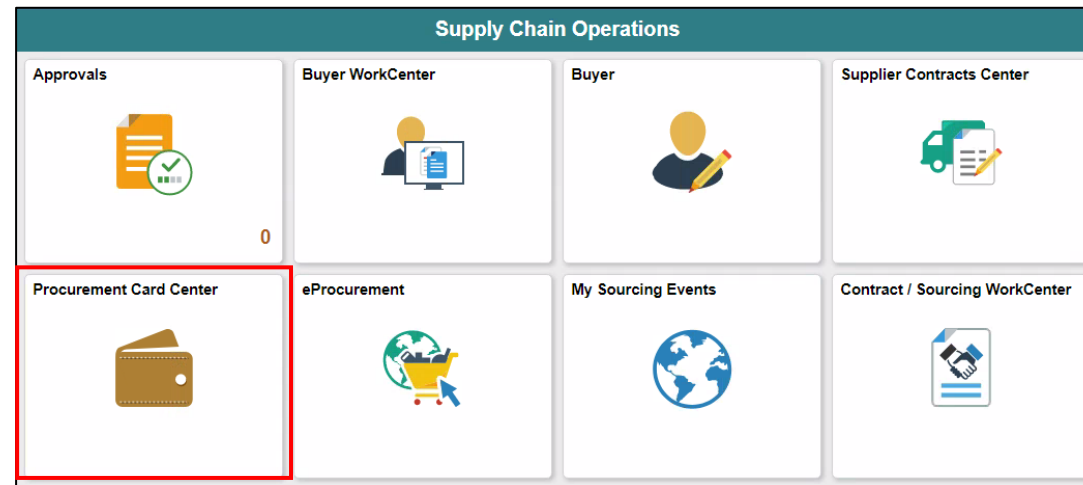 Supply Chain Operations
Approvals
Buyer WorkCenter
Buyer
Supplier Contracts Center
0
Procurement Card Center
eProcurement
My Sourcing Events
Contract / Sourcing WorkCenter